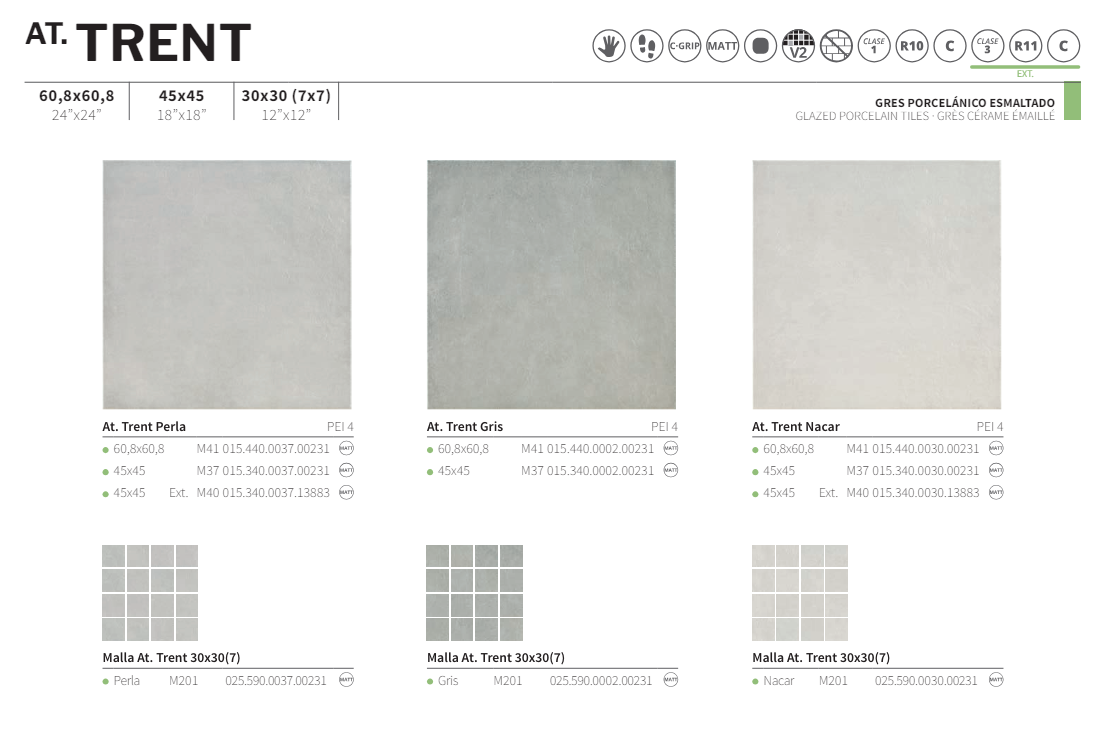 AT. TRENT
C·GRIP MATT V2 CLASE 1 R10 C CLASE 3 R11 C
EXT.
60,8x60,8 45x45 30x30 (7x7)
24”x24” 18”x18” 12”x12”
GRES PORCELÁNICO ESMALTADO
GLAZED PORCELAIN TILES · GRÈS CÉRAME ÉMAILLÉ
At. Trent Perla PEI 4
60,8x60,8 M41 015.440.0037.00231 MATT
45x45 M37 015.340.0037.00231 MATT
45x45 Ext. M40 015.340.0037.13883 MATT
At. Trent Gris PEI 4
60,8x60,8 M41 015.440.0002.00231 MATT
45x45 M37 015.340.0002.00231 MATT
At. Trent Nacar PEI 4
60,8x60,8 M41 015.440.0030.00231 MATT
45x45 M37 015.340.0030.00231 MATT
45x45 Ext. M40 015.340.0030.13883 MATT
Malla At. Trent 30x30(7)
Perla M201 025.590.0037.00231 MATT
Malla At. Trent 30x30(7)
Gris M201 025.590.0002.00231 MATT
Malla At. Trent 30x30(7)
Nacar M201 025.590.0030.00231 MATT